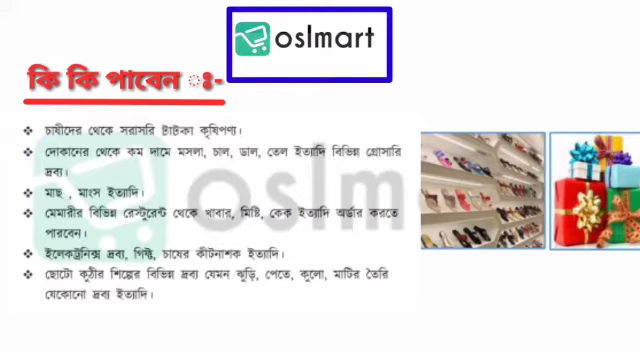 oslmart
কি কি পাবেন ঃ-
❖ চাষীদের থেকে সরাসরি টাটকা কৃষিপণ্য।
❖ দোকানের থেকে কম দামে মসলা, চাল, ডাল, তেল ইত্যাদি বিভিন্ন গ্রোসারি
দ্রব্য।
❖ মাছ , মাংস ইত্যাদি।
❖ মেমারীর বিভিন্ন রেস্টুরেন্ট থেকে খাবার, মিষ্টি, কেক ইত্যাদি অর্ডার করতে
পারবেন।
❖ ইলেকট্রনিক্স দ্রব্য, গিফ্ট, চাষের কীটনাশক ইত্যাদি।
❖ ছোটো কুঠীর শিল্পের বিভিন্ন দ্রব্য যেমন ঝুড়ি, পেতে, কুলো, মাটির তৈরি
যেকোনো দ্রব্য ইত্যাদি।